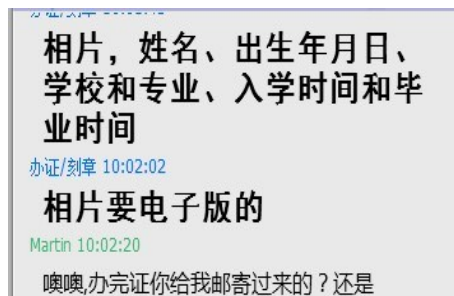 相片，姓名、出生年月日、
学校和专业、入学时间和毕
业时间
办证/刻章 10:02:02
相片要电子版的
Martin 10:02:20
噢噢,办完证你给我邮寄过来的？还是